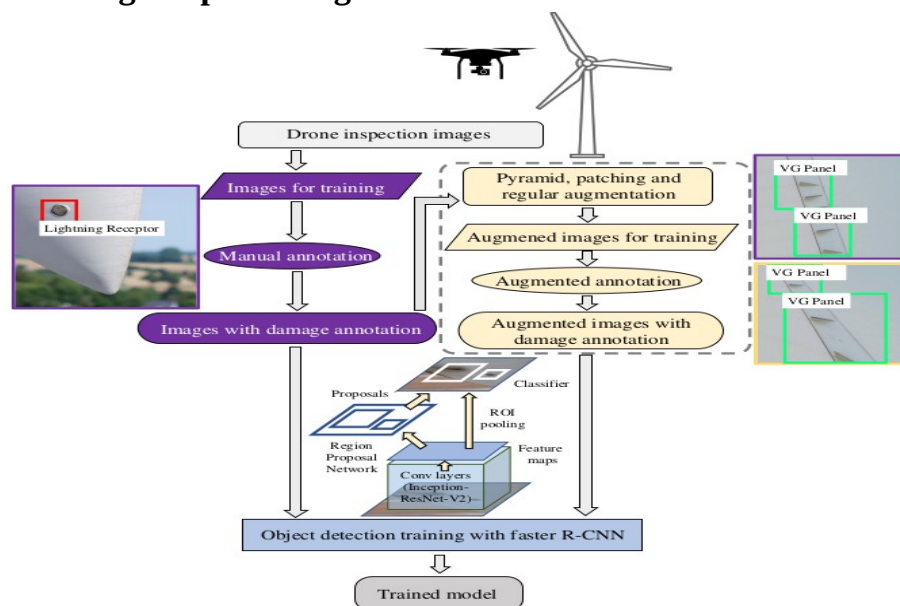 Drone inspection images
Images for training
Manual annotation
Images with damage annotation
Lightning Receptor
Pyramid, patching and
regular augmentation
Augmened images for training
Augmented annotation
Augmented images with
damage annotation
VG Panel
VG Panel
VG Panel
VG Panel
Proposals
Classifier
ROI
pooling
Region
Proposal
Network
Feature
maps
Conv layers
(Inception-
ResNet-V2)
Object detection training with faster R-CNN
Trained model